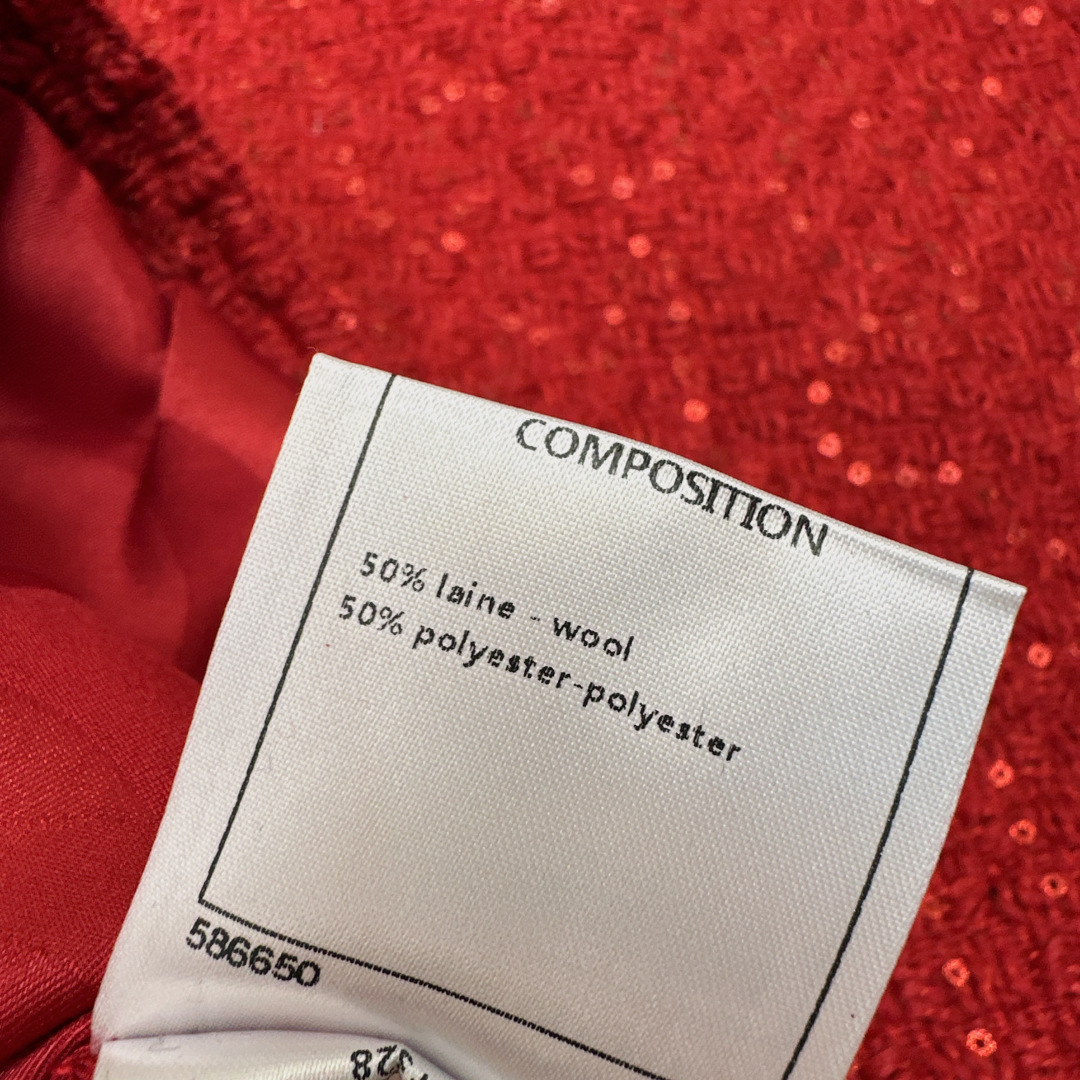 COMPOSITION
50% laine - wool
50% polyester-polyester
586650